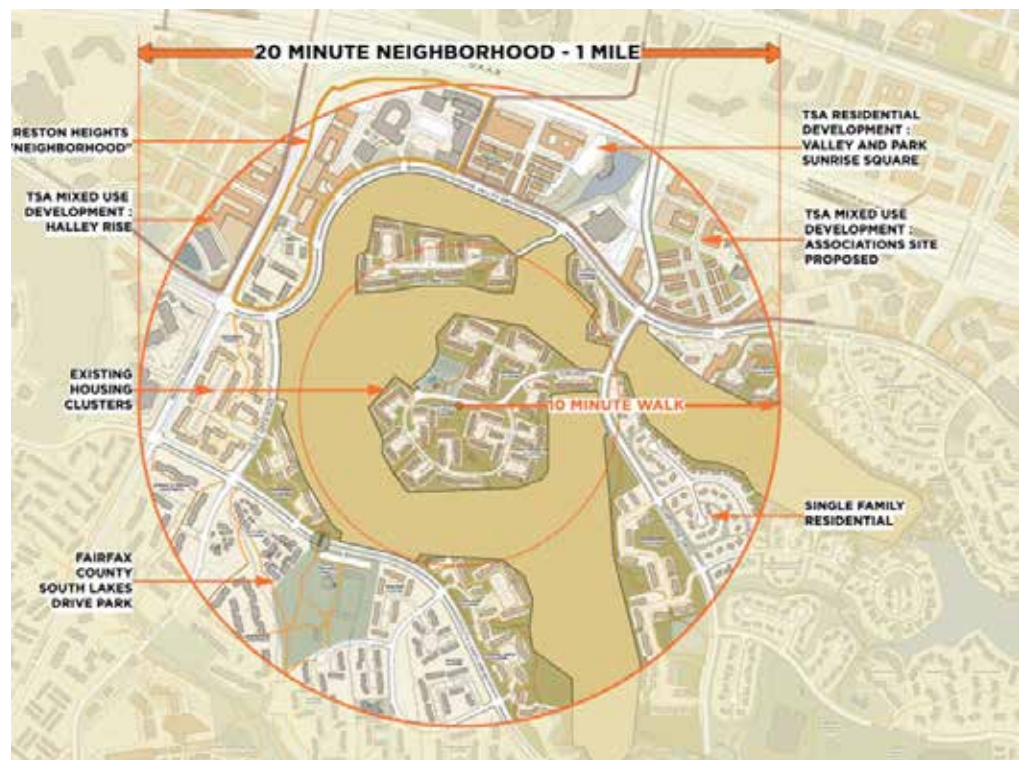 20 MINUTE NEIGHBORHOOD - 1 MILE
RESTON HEIGHTS
"NEIGHBORHOOD"
TSA MIXED USE
DEVELOPMENT :
HALLEY RISE
TSA RESIDENTIAL
DEVELOPMENT :
VALLEY AND PARK
SUNRISE SQUARE
TSA MIXED USE
DEVELOPMENT :
ASSOCIATIONS SITE
PROPOSED
EXISTING
HOUSING
CLUSTERS
10 MINUTE WALK
SINGLE FAMILY
RESIDENTIAL
FAIRFAX
COUNTY
SOUTH LAKES
DRIVE PARK